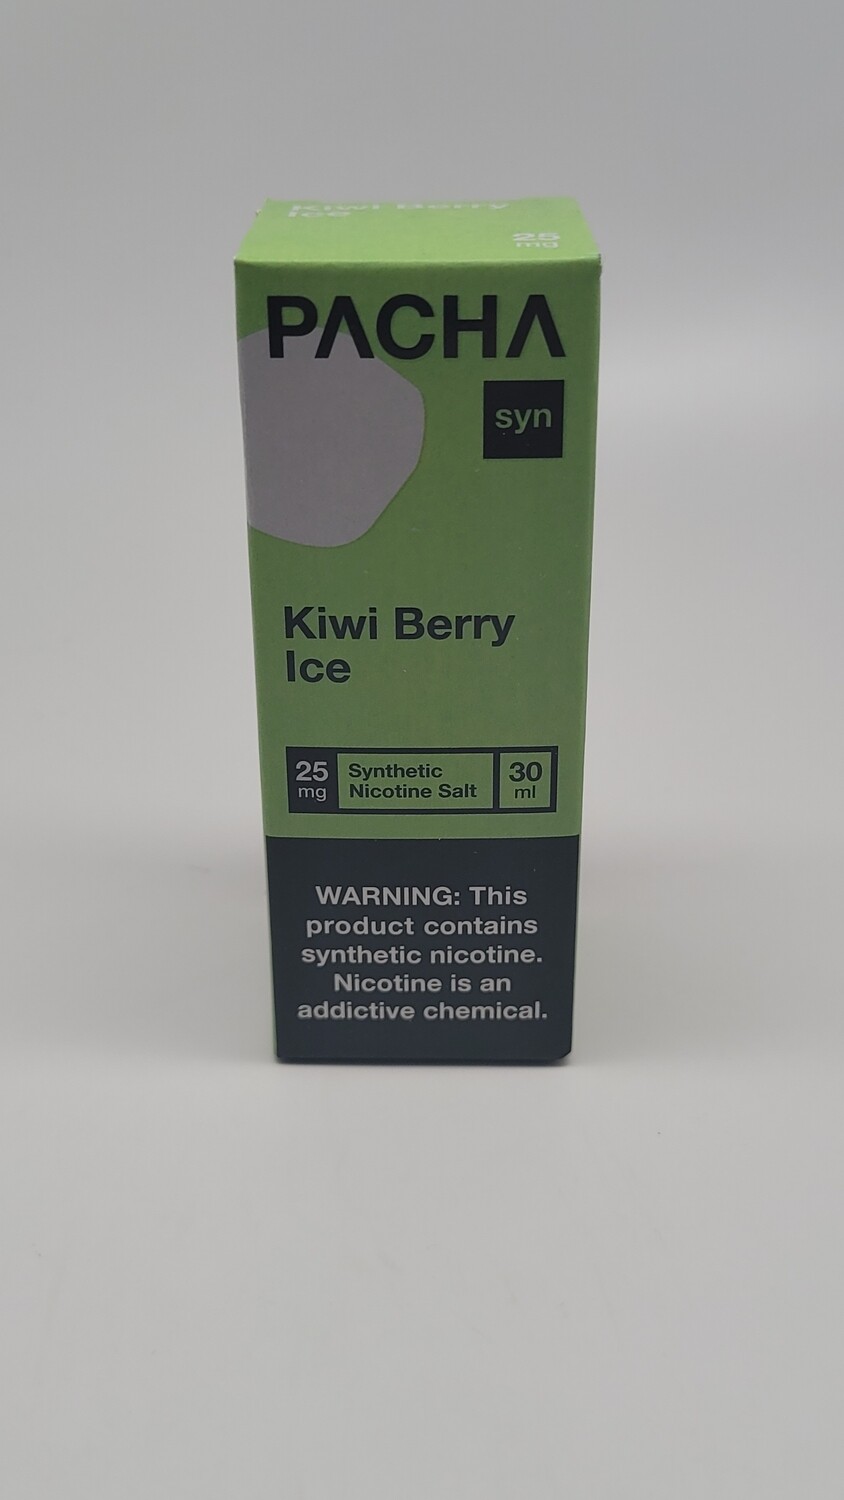 Kiwi Berry
Ice
25
mg
PACHA
syn
Kiwi Berry
Ice
25
mg
Synthetic
Nicotine Salt
30
ml
WARNING: This
product contains
synthetic nicotine.
Nicotine is an
addictive chemical.